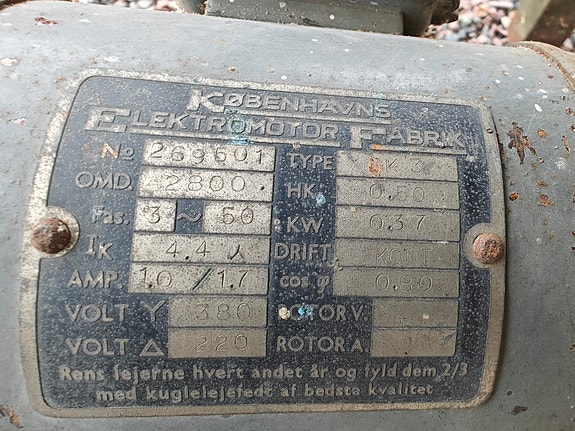 KØBENHAVNS
ELEKTROMOTOR FABRIK
No 269601 TYPE
OMD. 2800 HK 0.50
Fas. 3 ~ 50 KW 0.37
IK 4.4 DRIFT
AMP. 1.0 / 1.7 cos φ 0.80
VOLT Y 380 ROTOR V.
VOLT Δ 220 ROTOR A
Rens lejerne hvert andet år og fyld dem 2/3
med kuglelejefedt af bedste kvalitet